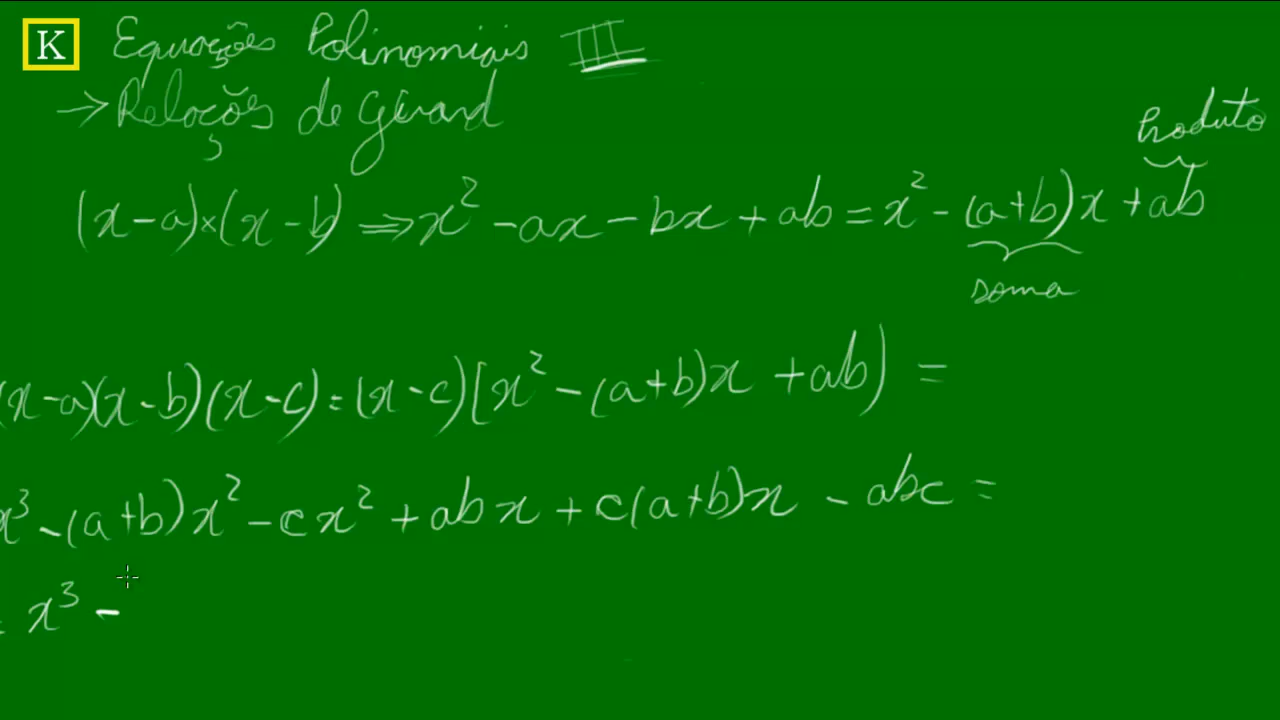 K
Equações Polinomiais III
→ Relações de Girard
Produto
(x-a)×(x-b) ⇒ x² - ax - bx + ab = x² - (a+b)x + ab
soma
(x-a)(x-b)(x-c) = (x-c)[x² - (a+b)x + ab) =
x³ - (a+b)x² - cx² + abx + c(a+b)x - abc =
= x³ -